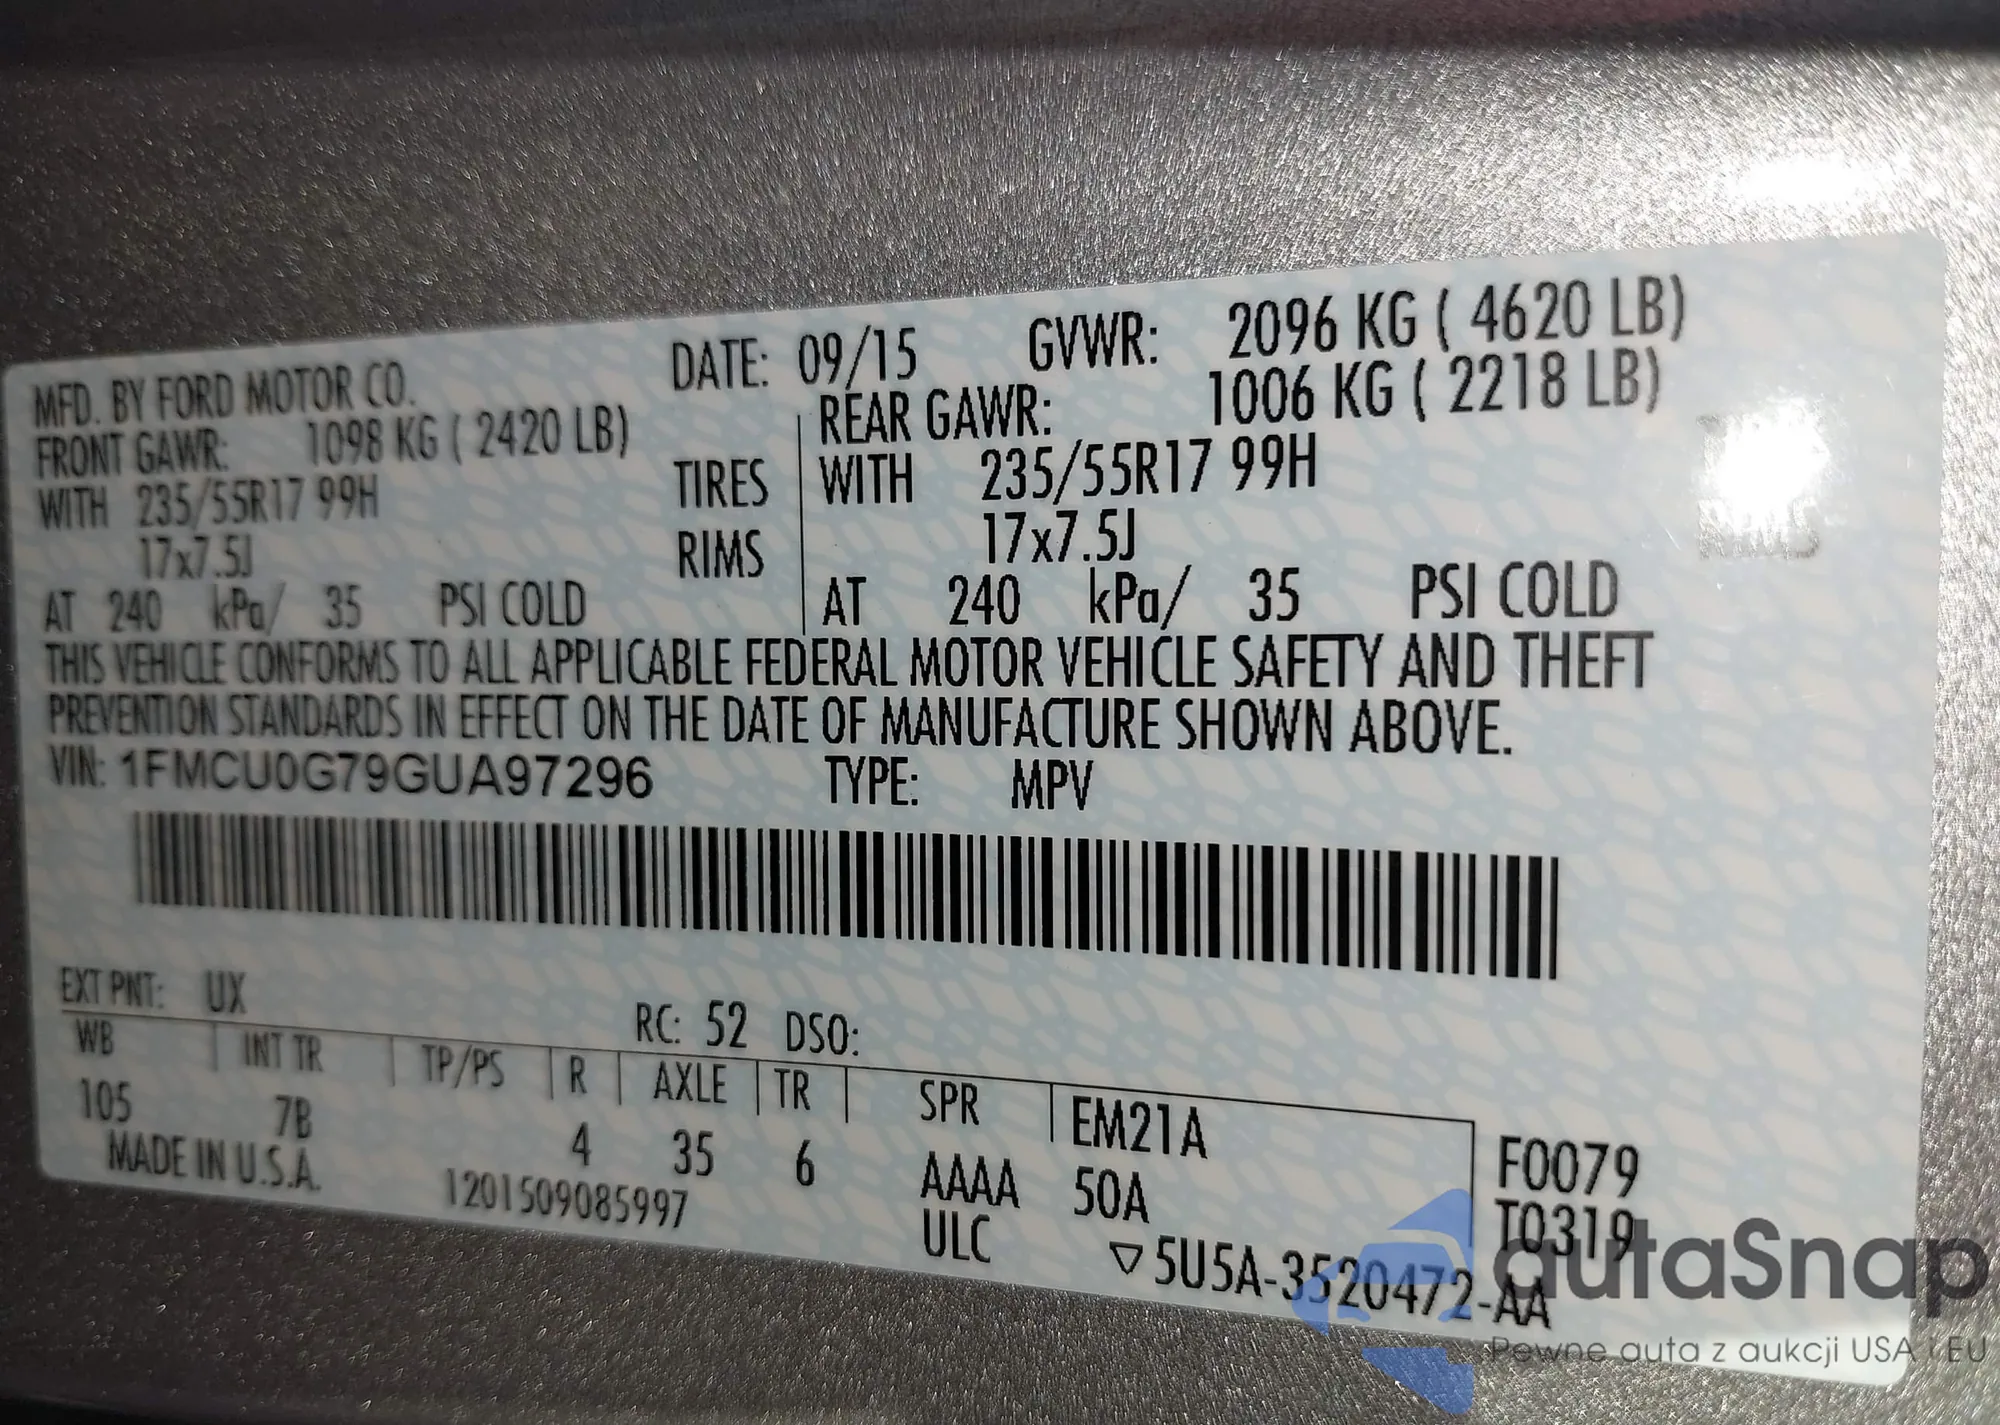 MFD. BY FORD MOTOR CO. DATE: 09/15 GVWR: 2096 KG ( 4620 LB)
FRONT GAWR: 1098 KG ( 2420 LB) REAR GAWR: 1006 KG ( 2218 LB)
WITH 235/55R17 99H TIRES WITH 235/55R17 99H
17x7.5J RIMS 17x7.5J RIMS
AT 240 kPa/ 35 PSI COLD AT 240 kPa/ 35 PSI COLD
THIS VEHICLE CONFORMS TO ALL APPLICABLE FEDERAL MOTOR VEHICLE SAFETY AND THEFT
PREVENTION STANDARDS IN EFFECT ON THE DATE OF MANUFACTURE SHOWN ABOVE.
VIN: 1FMCU0G79GUA97296 TYPE: MPV
EXT PNT: UX RC: 52 DSO:
WB INT TR TP/PS R AXLE TR SPR EM21A
105 7B 4 35 6 AAAA 50A F0079
MADE IN U.S.A. 1201509085997 ULC T0319
▽5U5A-3520472-AA
autaSnap
Pewne auta z aukcji USA i EU